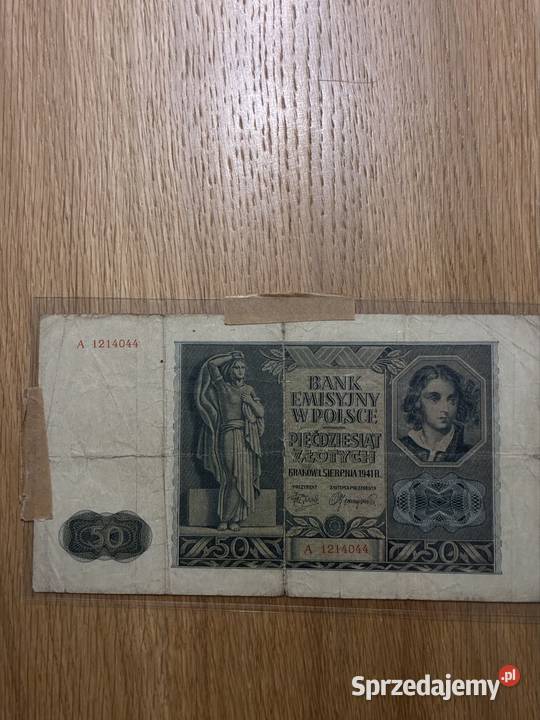 A 1214044
BANK
EMISYJNY
W POLSCE
PIĘĆDZIESIĄT
ZŁOTYCH
KRAKÓW 1. SIERPNIA 1941 R.
PREZYDENT ZASTĘPCA PREZYDENTA
50
50
A 1214044
50
Sprzedajemy.pl